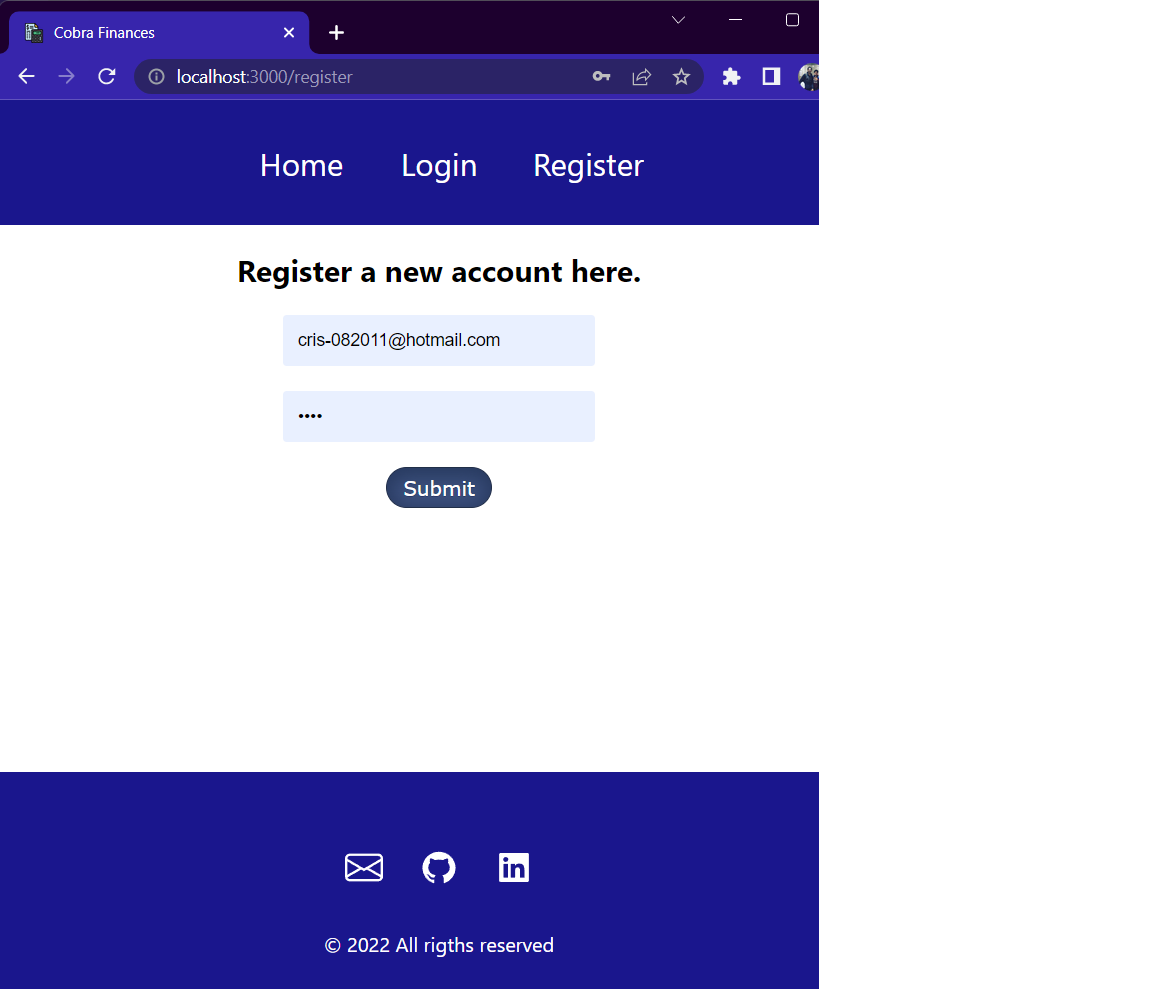 Cobra Finances
localhost:3000/register
Home Login Register
Register a new account here.
cris-082011@hotmail.com
••••
Submit
© 2022 All rigths reserved